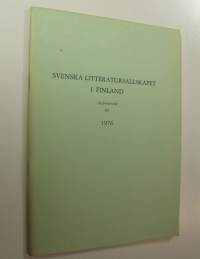 SVENSKA LITTERATURSÄLLSKAPET
I FINLAND
1976